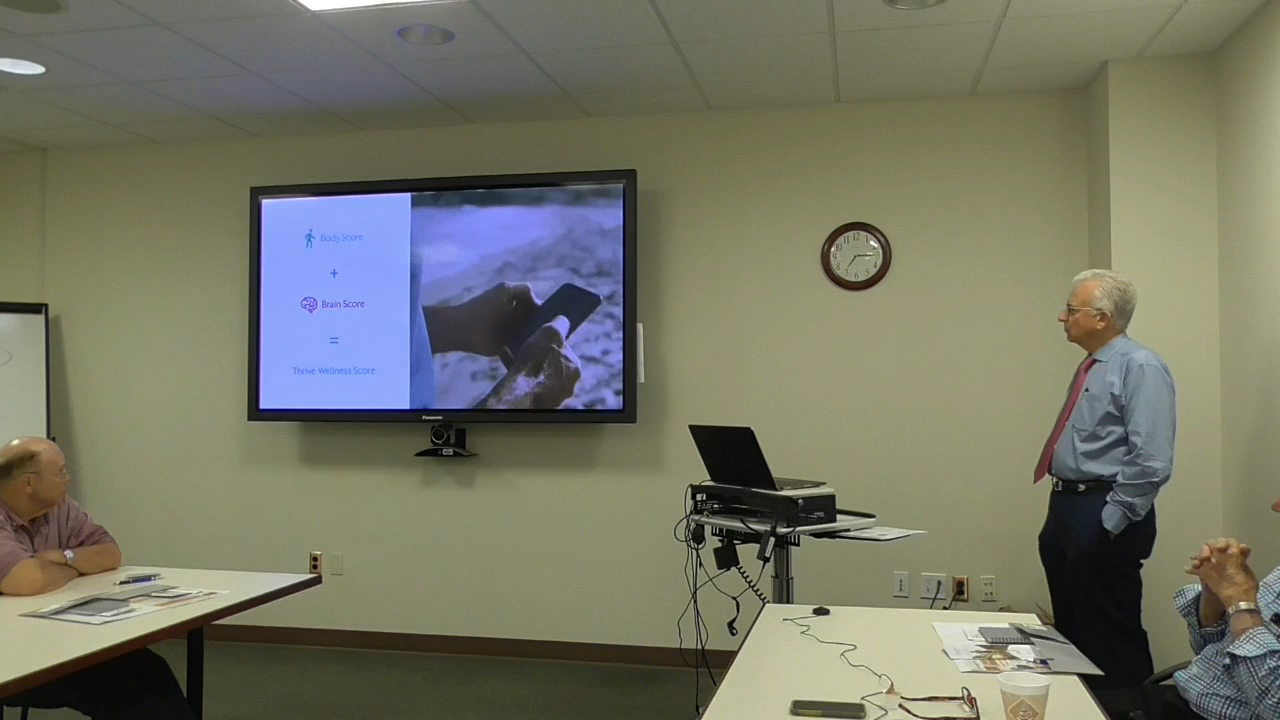 Body Score
+
Brain Score
=
Thrive Wellness Score
Panasonic